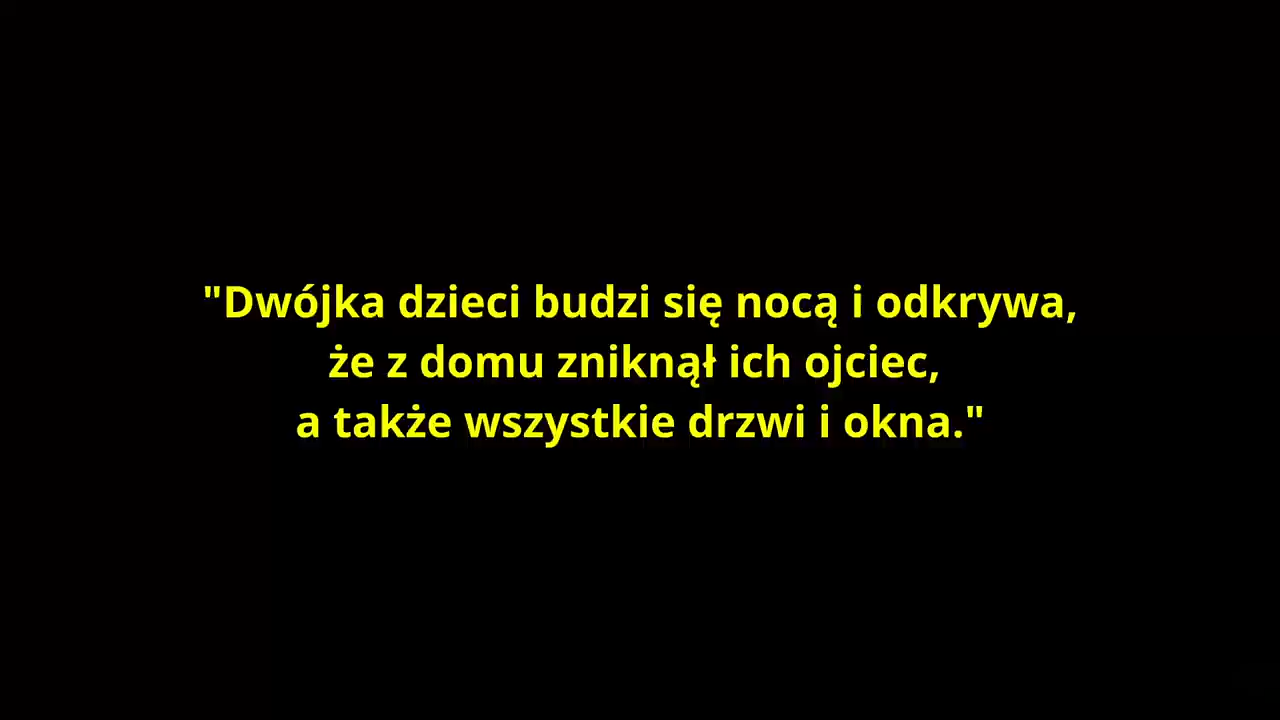 "Dwójka dzieci budzi się nocą i odkrywa,
że z domu zniknął ich ojciec,
a także wszystkie drzwi i okna."